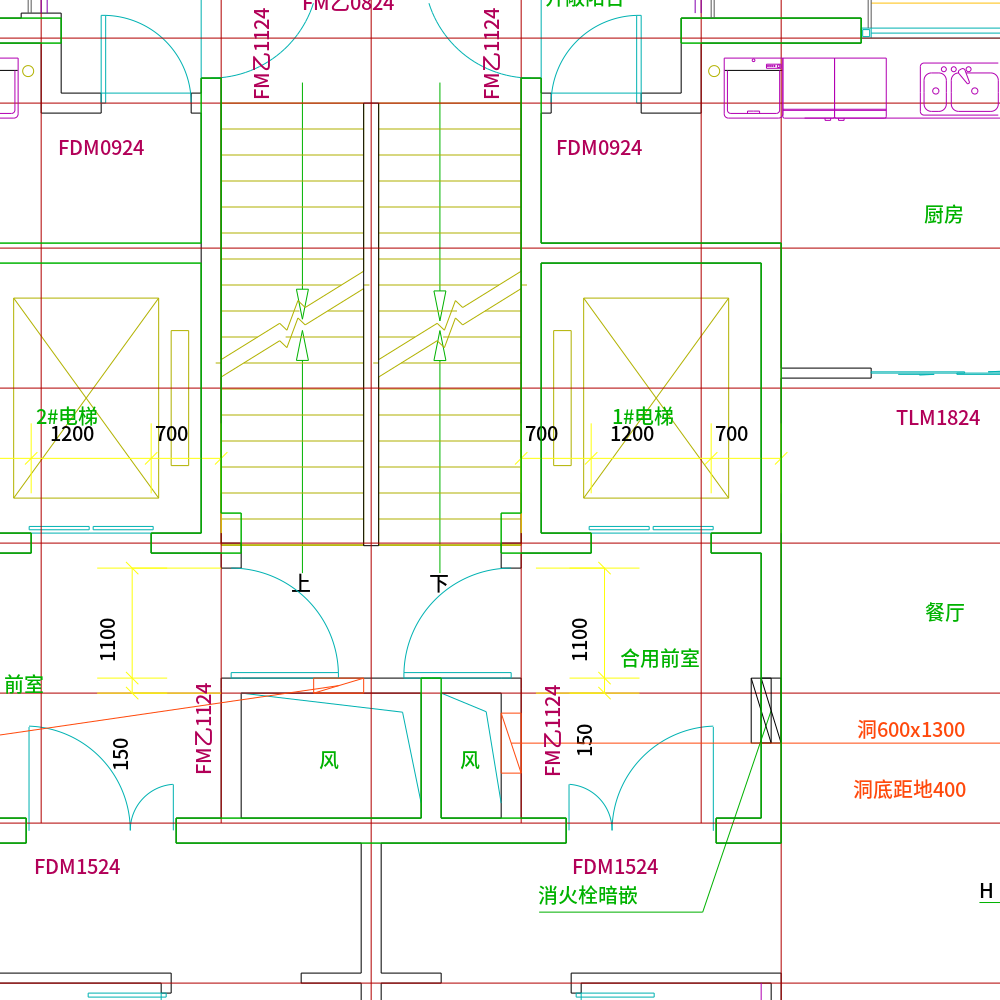 FM乙0824
开敞阳台
FM乙1124
FM乙1124
FDM0924
FDM0924
厨房
2#电梯
1#电梯
TLM1824
1200
700
700
1200
700
上
下
1100
1100
餐厅
前室
合用前室
FM乙1124
FM乙1124
150
150
风
风
洞600x1300
洞底距地400
FDM1524
FDM1524
消火栓暗嵌
H